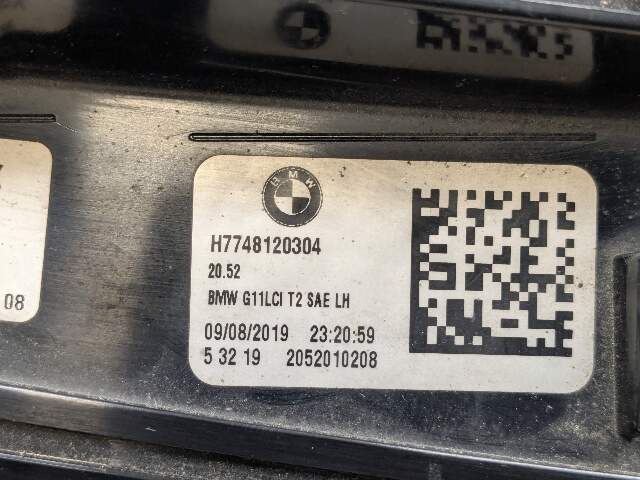 BMW
H7748120304
20.52
BMW G11LCI T2 SAE LH
09/08/2019 23:20:59
5 32 19 2052010208
08